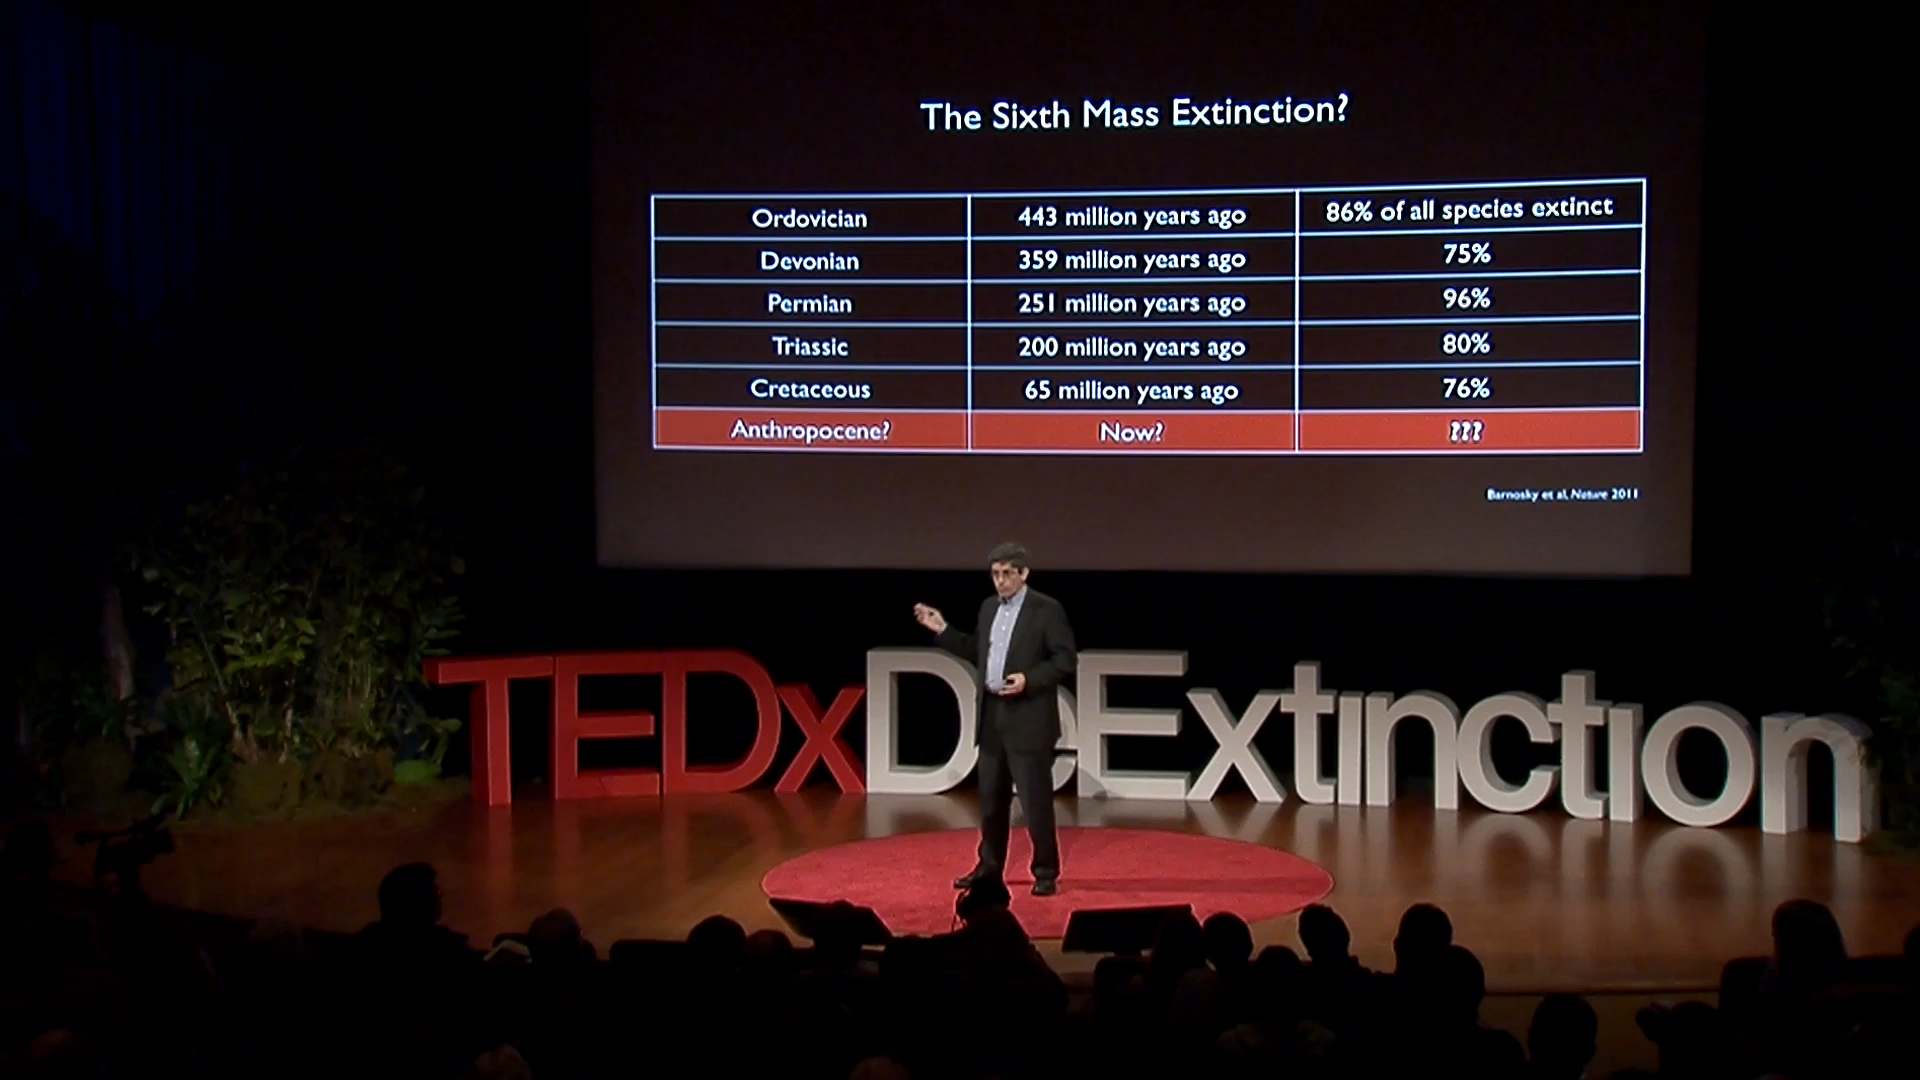 The Sixth Mass Extinction?
Ordovician 443 million years ago 86% of all species extinct
Devonian 359 million years ago 75%
Permian 251 million years ago 96%
Triassic 200 million years ago 80%
Cretaceous 65 million years ago 76%
Anthropocene? Now? ???
Barnosky et al, Nature 2011
TEDxDeExtinction